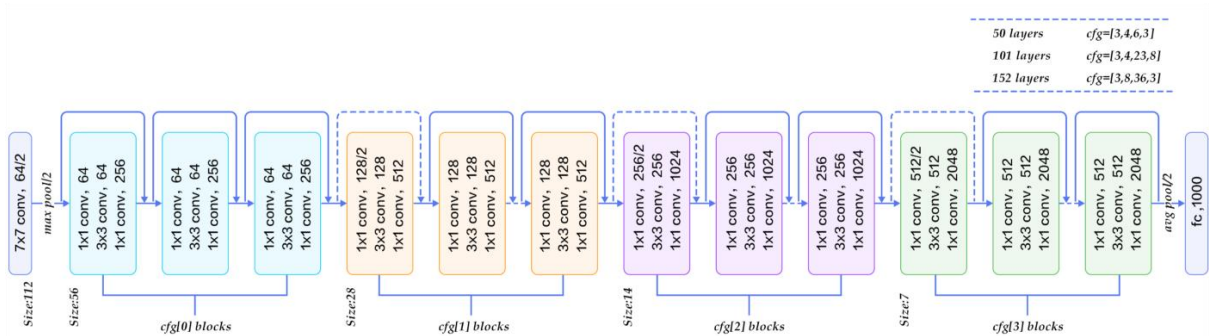 50 layers cfg=[3,4,6,3]
101 layers cfg=[3,4,23,8]
152 layers cfg=[3,8,36,3]
7x7 conv, 64/2
max pool/2
1x1 conv, 64
3x3 conv, 64
1x1 conv, 256
1x1 conv, 64
3x3 conv, 64
1x1 conv, 256
1x1 conv, 64
3x3 conv, 64
1x1 conv, 256
1x1 conv, 128/2
3x3 conv, 128
1x1 conv, 512
1x1 conv, 128
3x3 conv, 128
1x1 conv, 512
1x1 conv, 128
3x3 conv, 128
1x1 conv, 512
1x1 conv, 256/2
3x3 conv, 256
1x1 conv, 1024
1x1 conv, 256
3x3 conv, 256
1x1 conv, 1024
1x1 conv, 256
3x3 conv, 256
1x1 conv, 1024
1x1 conv, 512/2
3x3 conv, 512
1x1 conv, 2048
1x1 conv, 512
3x3 conv, 512
1x1 conv, 2048
1x1 conv, 512
3x3 conv, 512
1x1 conv, 2048
avg pool/2
fc ,1000
Size:112
Size:56
cfg[0] blocks
Size:28
cfg[1] blocks
Size:14
cfg[2] blocks
Size:7
cfg[3] blocks